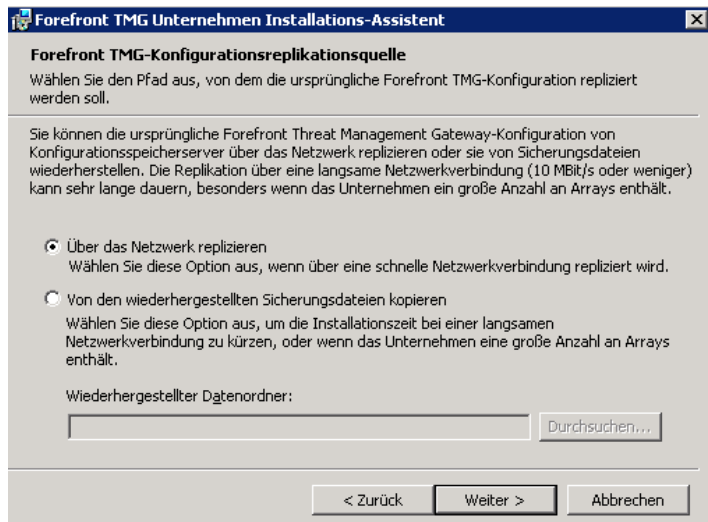 Forefront TMG Unternehmen Installations-Assistent
Forefront TMG-Konfigurationsreplikationsquelle
Wählen Sie den Pfad aus, von dem die ursprüngliche Forefront TMG-Konfiguration repliziert
werden soll.
Sie können die ursprüngliche Forefront Threat Management Gateway-Konfiguration von
Konfigurationsspeicherserver über das Netzwerk replizieren oder sie von Sicherungsdateien
wiederherstellen. Die Replikation über eine langsame Netzwerkverbindung (10 MBit/s oder weniger)
kann sehr lange dauern, besonders wenn das Unternehmen ein große Anzahl an Arrays enthält.
Über das Netzwerk replizieren
Wählen Sie diese Option aus, wenn über eine schnelle Netzwerkverbindung repliziert wird.
Von den wiederhergestellten Sicherungsdateien kopieren
Wählen Sie diese Option aus, um die Installationszeit bei einer langsamen
Netzwerkverbindung zu kürzen, oder wenn das Unternehmen eine große Anzahl an Arrays
enthält.
Wiederhergestellter Datenordner:
Durchsuchen...
< Zurück
Weiter >
Abbrechen